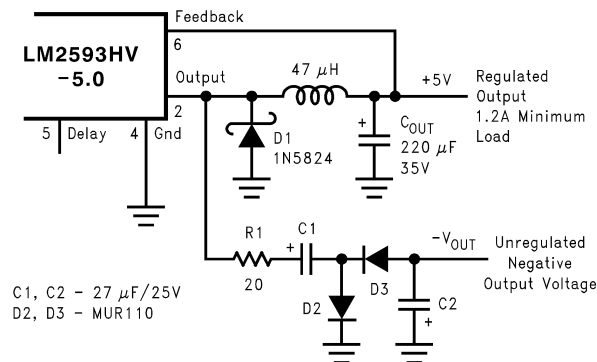 Feedback
6
LM2593HV
-5.0
Output
2
5 Delay
4 Gnd
47 μH
D1
1N5824
+
COUT
220 μF
35V
+5V
Regulated
Output
1.2A Minimum
Load
R1
20
C1
+
D2
D3
-VOUT
C2
+
Unregulated
Negative
Output Voltage
C1, C2 - 27 μF/25V
D2, D3 - MUR110